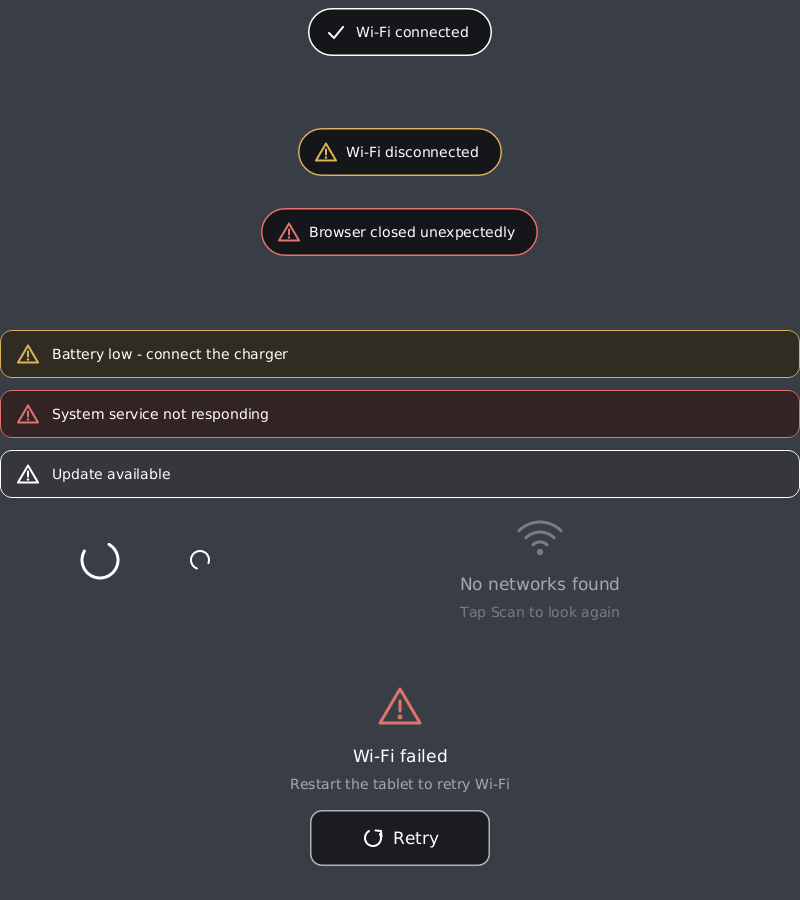 Wi-Fi connected
Wi-Fi disconnected
Browser closed unexpectedly
Battery low - connect the charger
System service not responding
Update available
No networks found
Tap Scan to look again
Wi-Fi failed
Restart the tablet to retry Wi-Fi
Retry